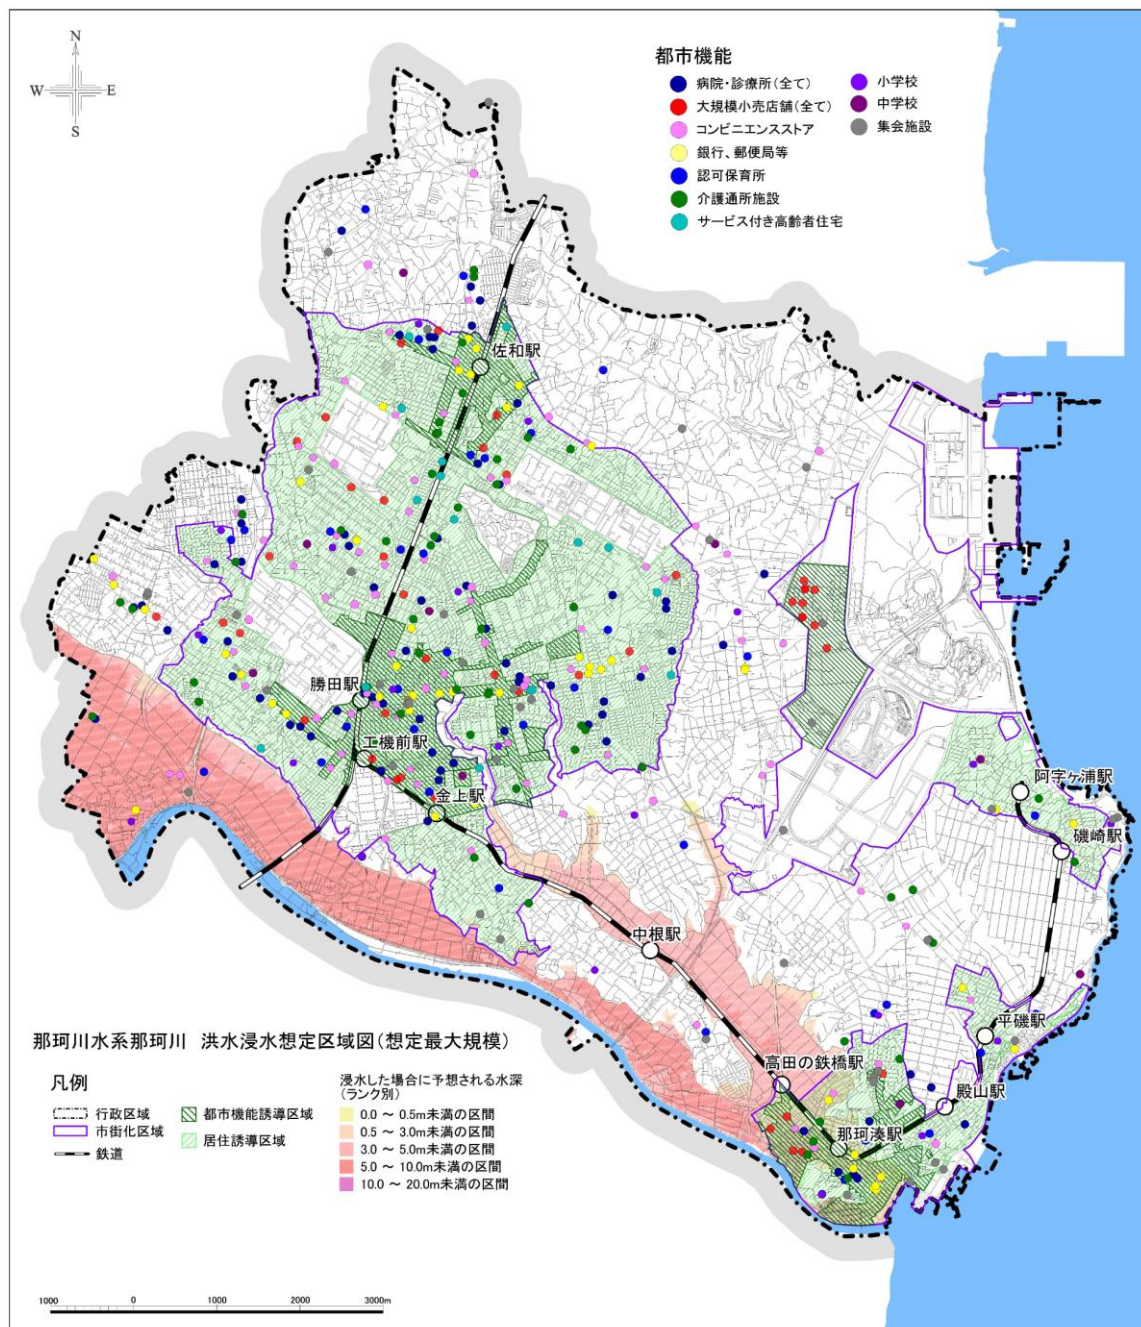 N
W E
S
都市機能
病院・診療所(全て)
大規模小売店舗(全て)
コンビニエンスストア
銀行、郵便局等
認可保育所
介護通所施設
サービス付き高齢者住宅
小学校
中学校
集会施設
佐和駅
勝田駅
工機前駅
金上駅
阿字ヶ浦駅
磯崎駅
中根駅
平磯駅
高田の鉄橋駅
殿山駅
那珂湊駅
那珂川水系那珂川 洪水浸水想定区域図(想定最大規模)
凡例
行政区域
市街化区域
鉄道
都市機能誘導区域
居住誘導区域
浸水した場合に予想される水深
(ランク別)
0.0 ～ 0.5m未満の区間
0.5 ～ 3.0m未満の区間
3.0 ～ 5.0m未満の区間
5.0 ～ 10.0m未満の区間
10.0 ～ 20.0m未満の区間
1000 0 1000 2000 3000m